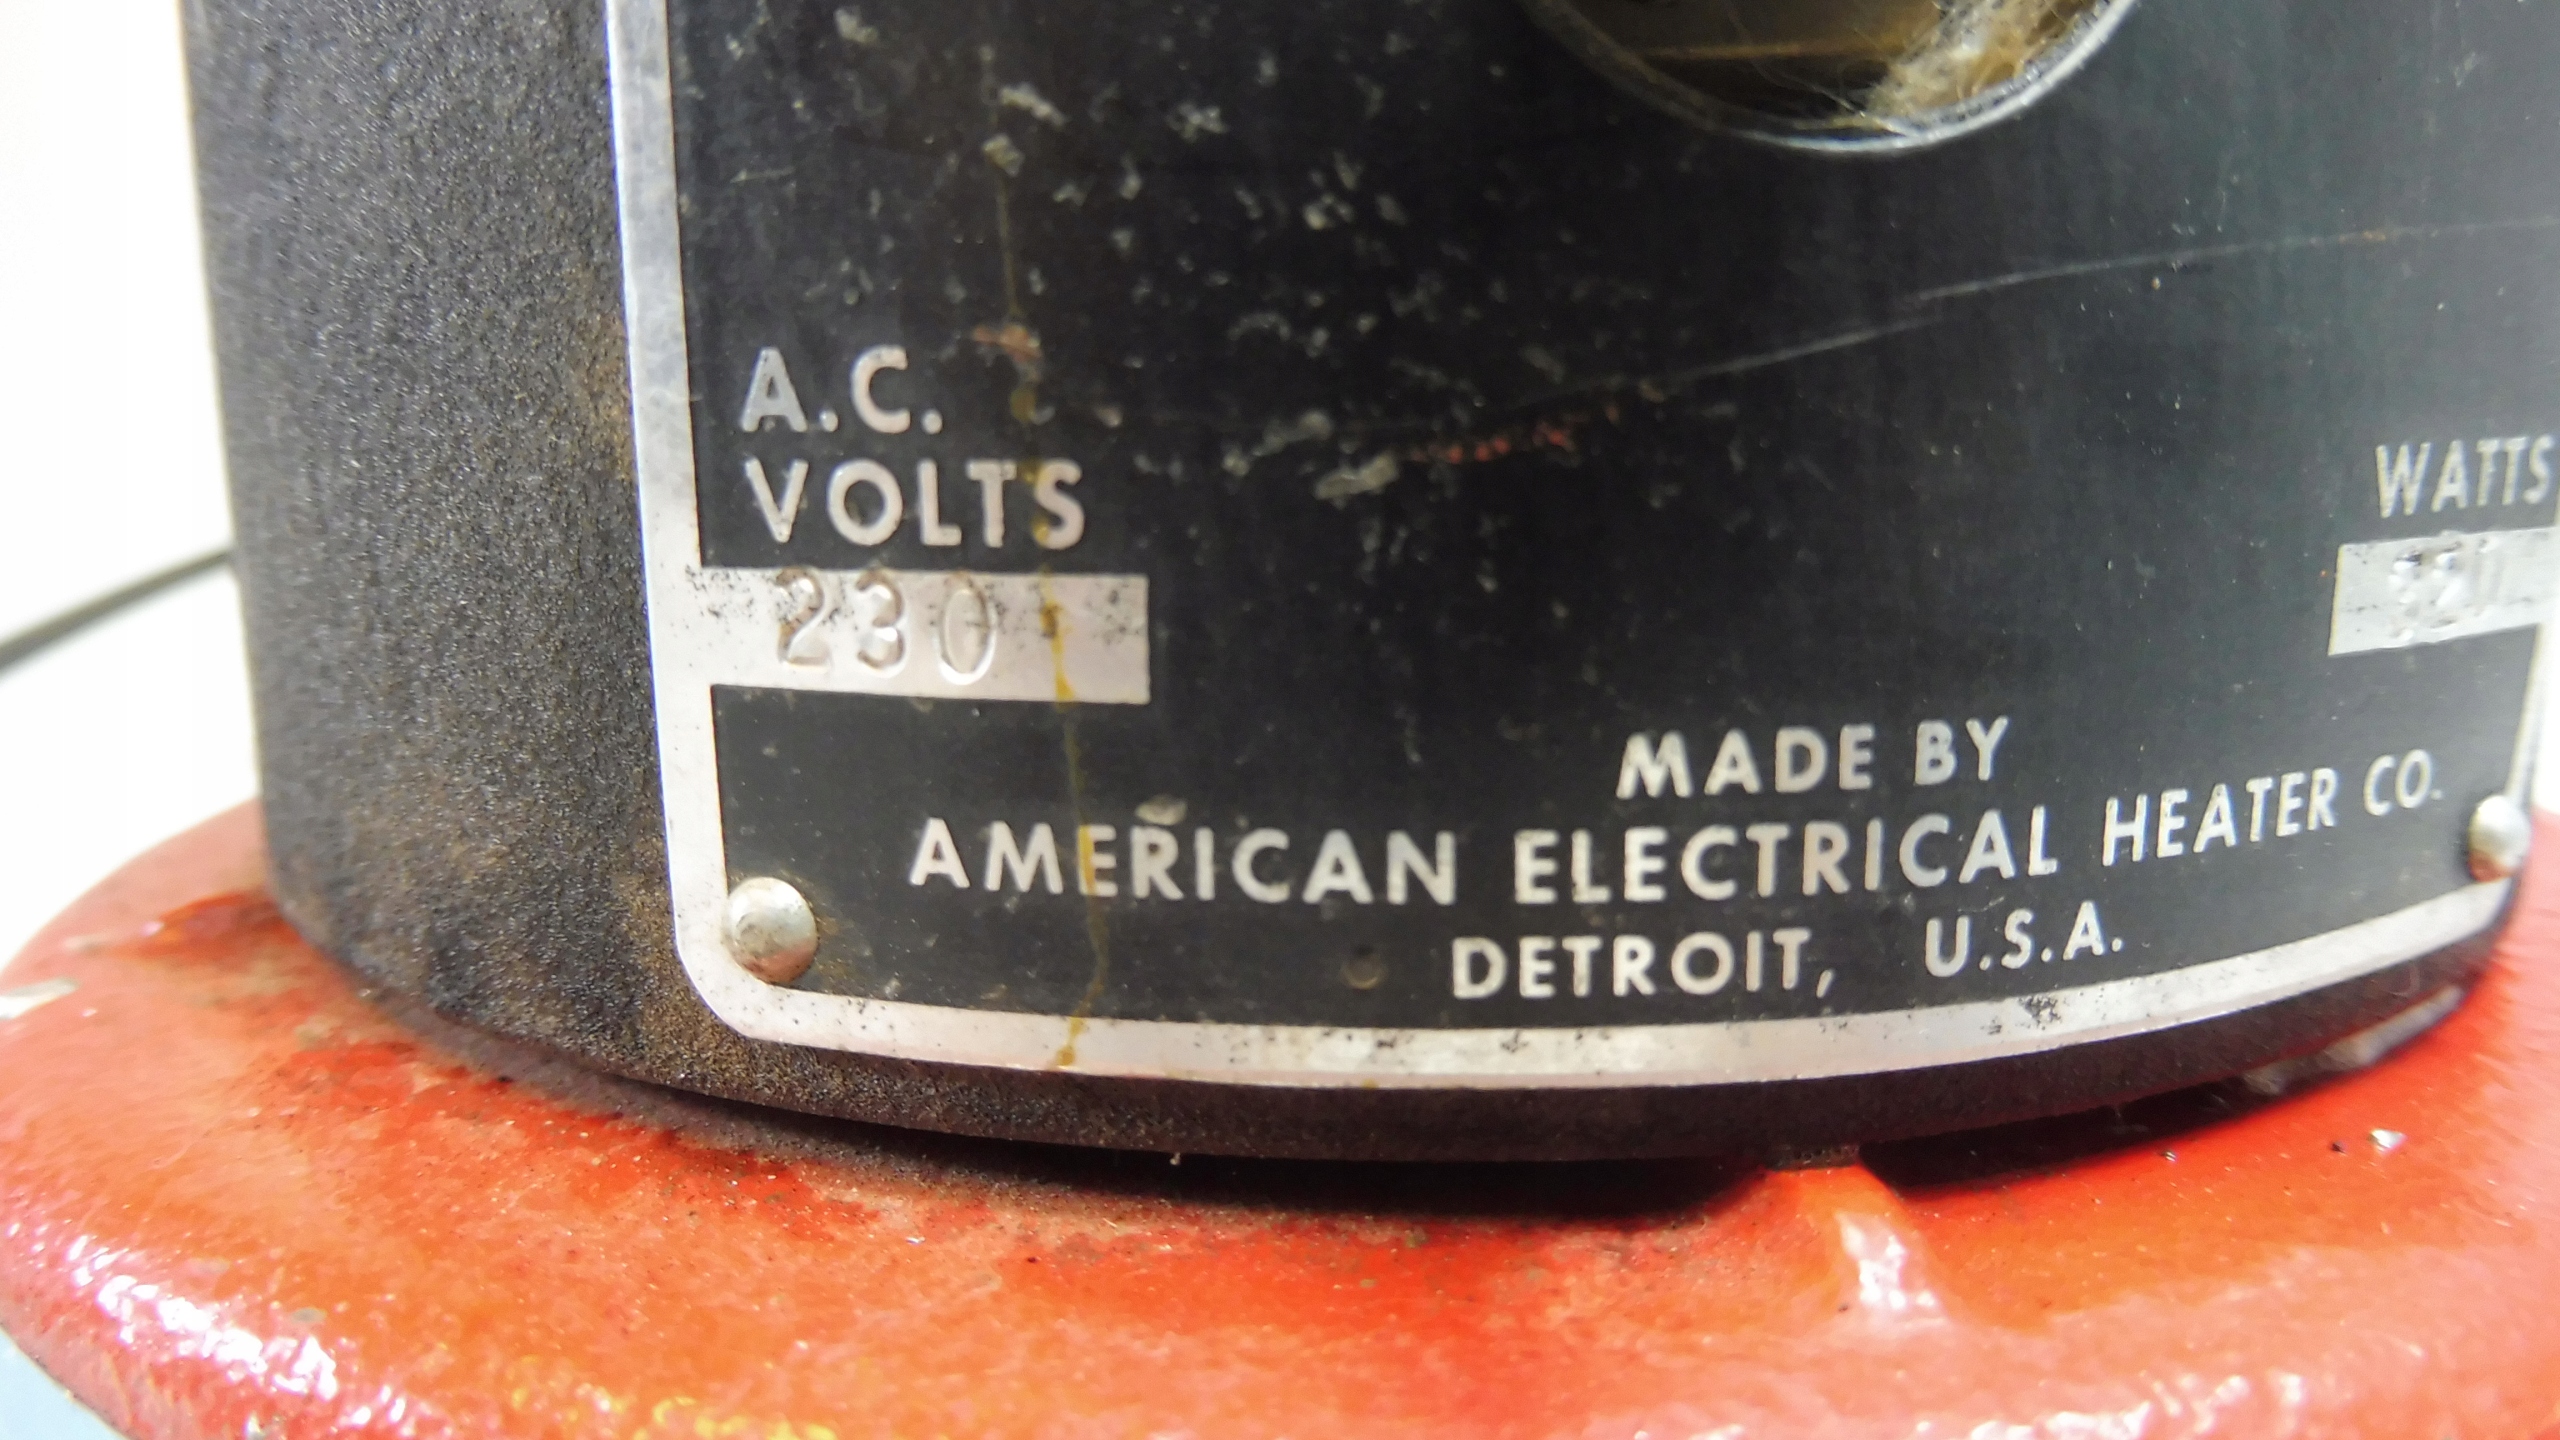 A.C.
VOLTS
230
WATTS
MADE BY
AMERICAN ELECTRICAL HEATER CO.
DETROIT, U.S.A.